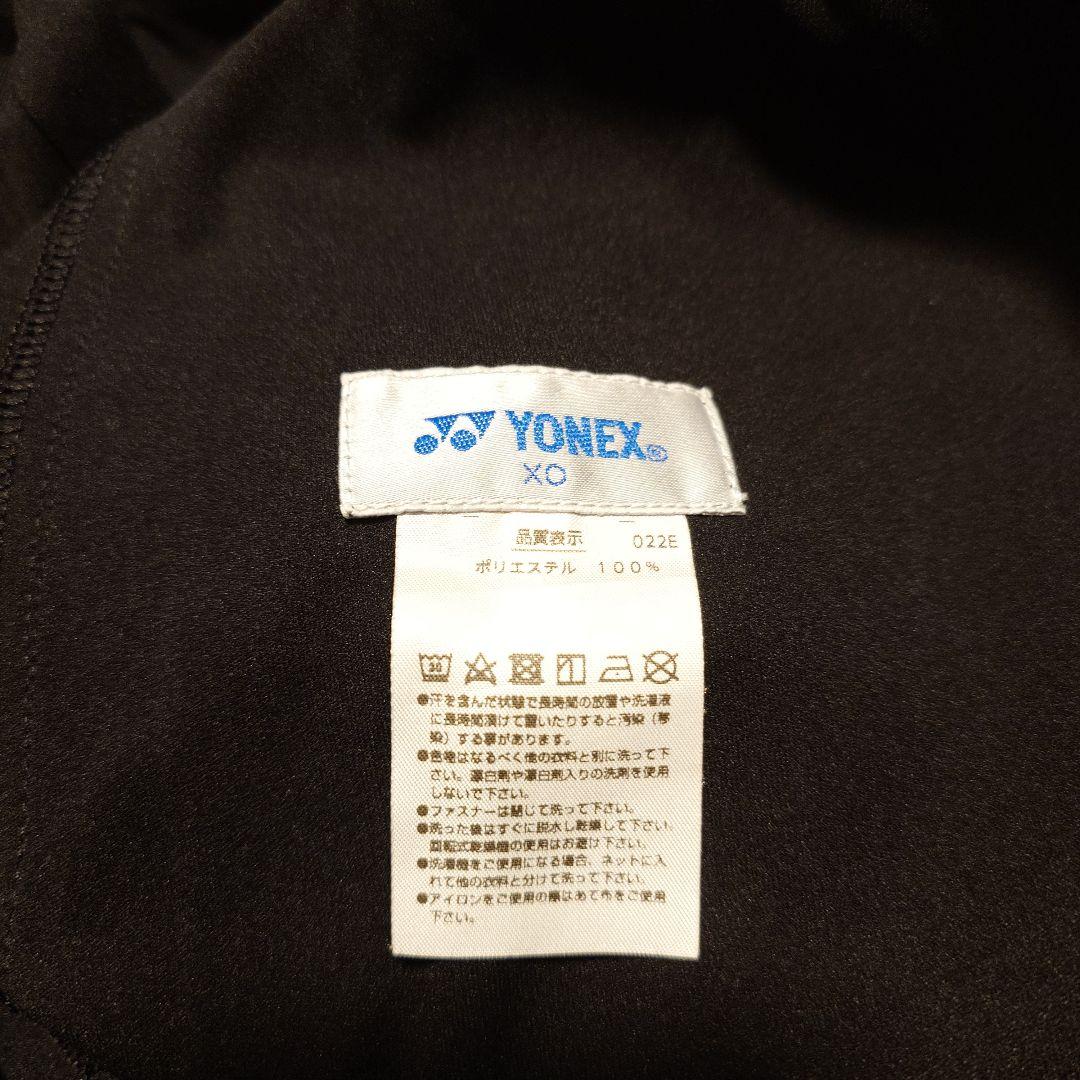 YONEX®
XO
品質表示 022E
ポリエステル 100%
30
●汗を含んだ状態で長時間の放置や洗濯液
に長時間漬けて置いたりすると汚染(移
染)する事があります。
●色物はなるべく他の衣料と別に洗って下
さい。漂白剤や漂白剤入りの洗剤を使用
しないで下さい。
●ファスナーは閉じて洗って下さい。
●洗った後はすぐに脱水し乾燥して下さい。
回転式乾燥機の使用はお避け下さい。
●洗濯機をご使用になる場合、ネットに入
れて他の衣料と分けて洗って下さい。
●アイロンをご使用の際はあて布をご使用
下さい。